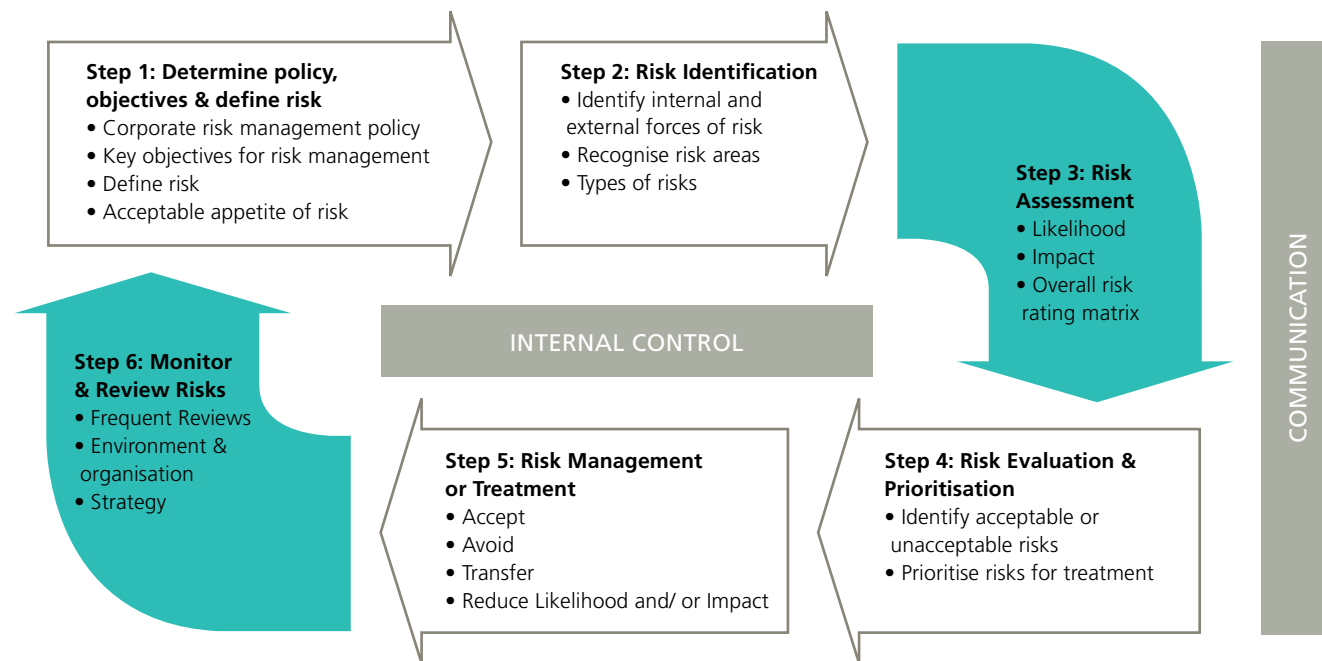 Step 1: Determine policy,
objectives & define risk
• Corporate risk management policy
• Key objectives for risk management
• Define risk
• Acceptable appetite of risk
Step 2: Risk Identification
• Identify internal and
external forces of risk
• Recognise risk areas
• Types of risks
Step 3: Risk
Assessment
• Likelihood
• Impact
• Overall risk
rating matrix
COMMUNICATION
INTERNAL CONTROL
Step 4: Risk Evaluation &
Prioritisation
• Identify acceptable or
unacceptable risks
• Prioritise risks for treatment
Step 5: Risk Management
or Treatment
• Accept
• Avoid
• Transfer
• Reduce Likelihood and/ or Impact
Step 6: Monitor
& Review Risks
• Frequent Reviews
• Environment &
organisation
• Strategy